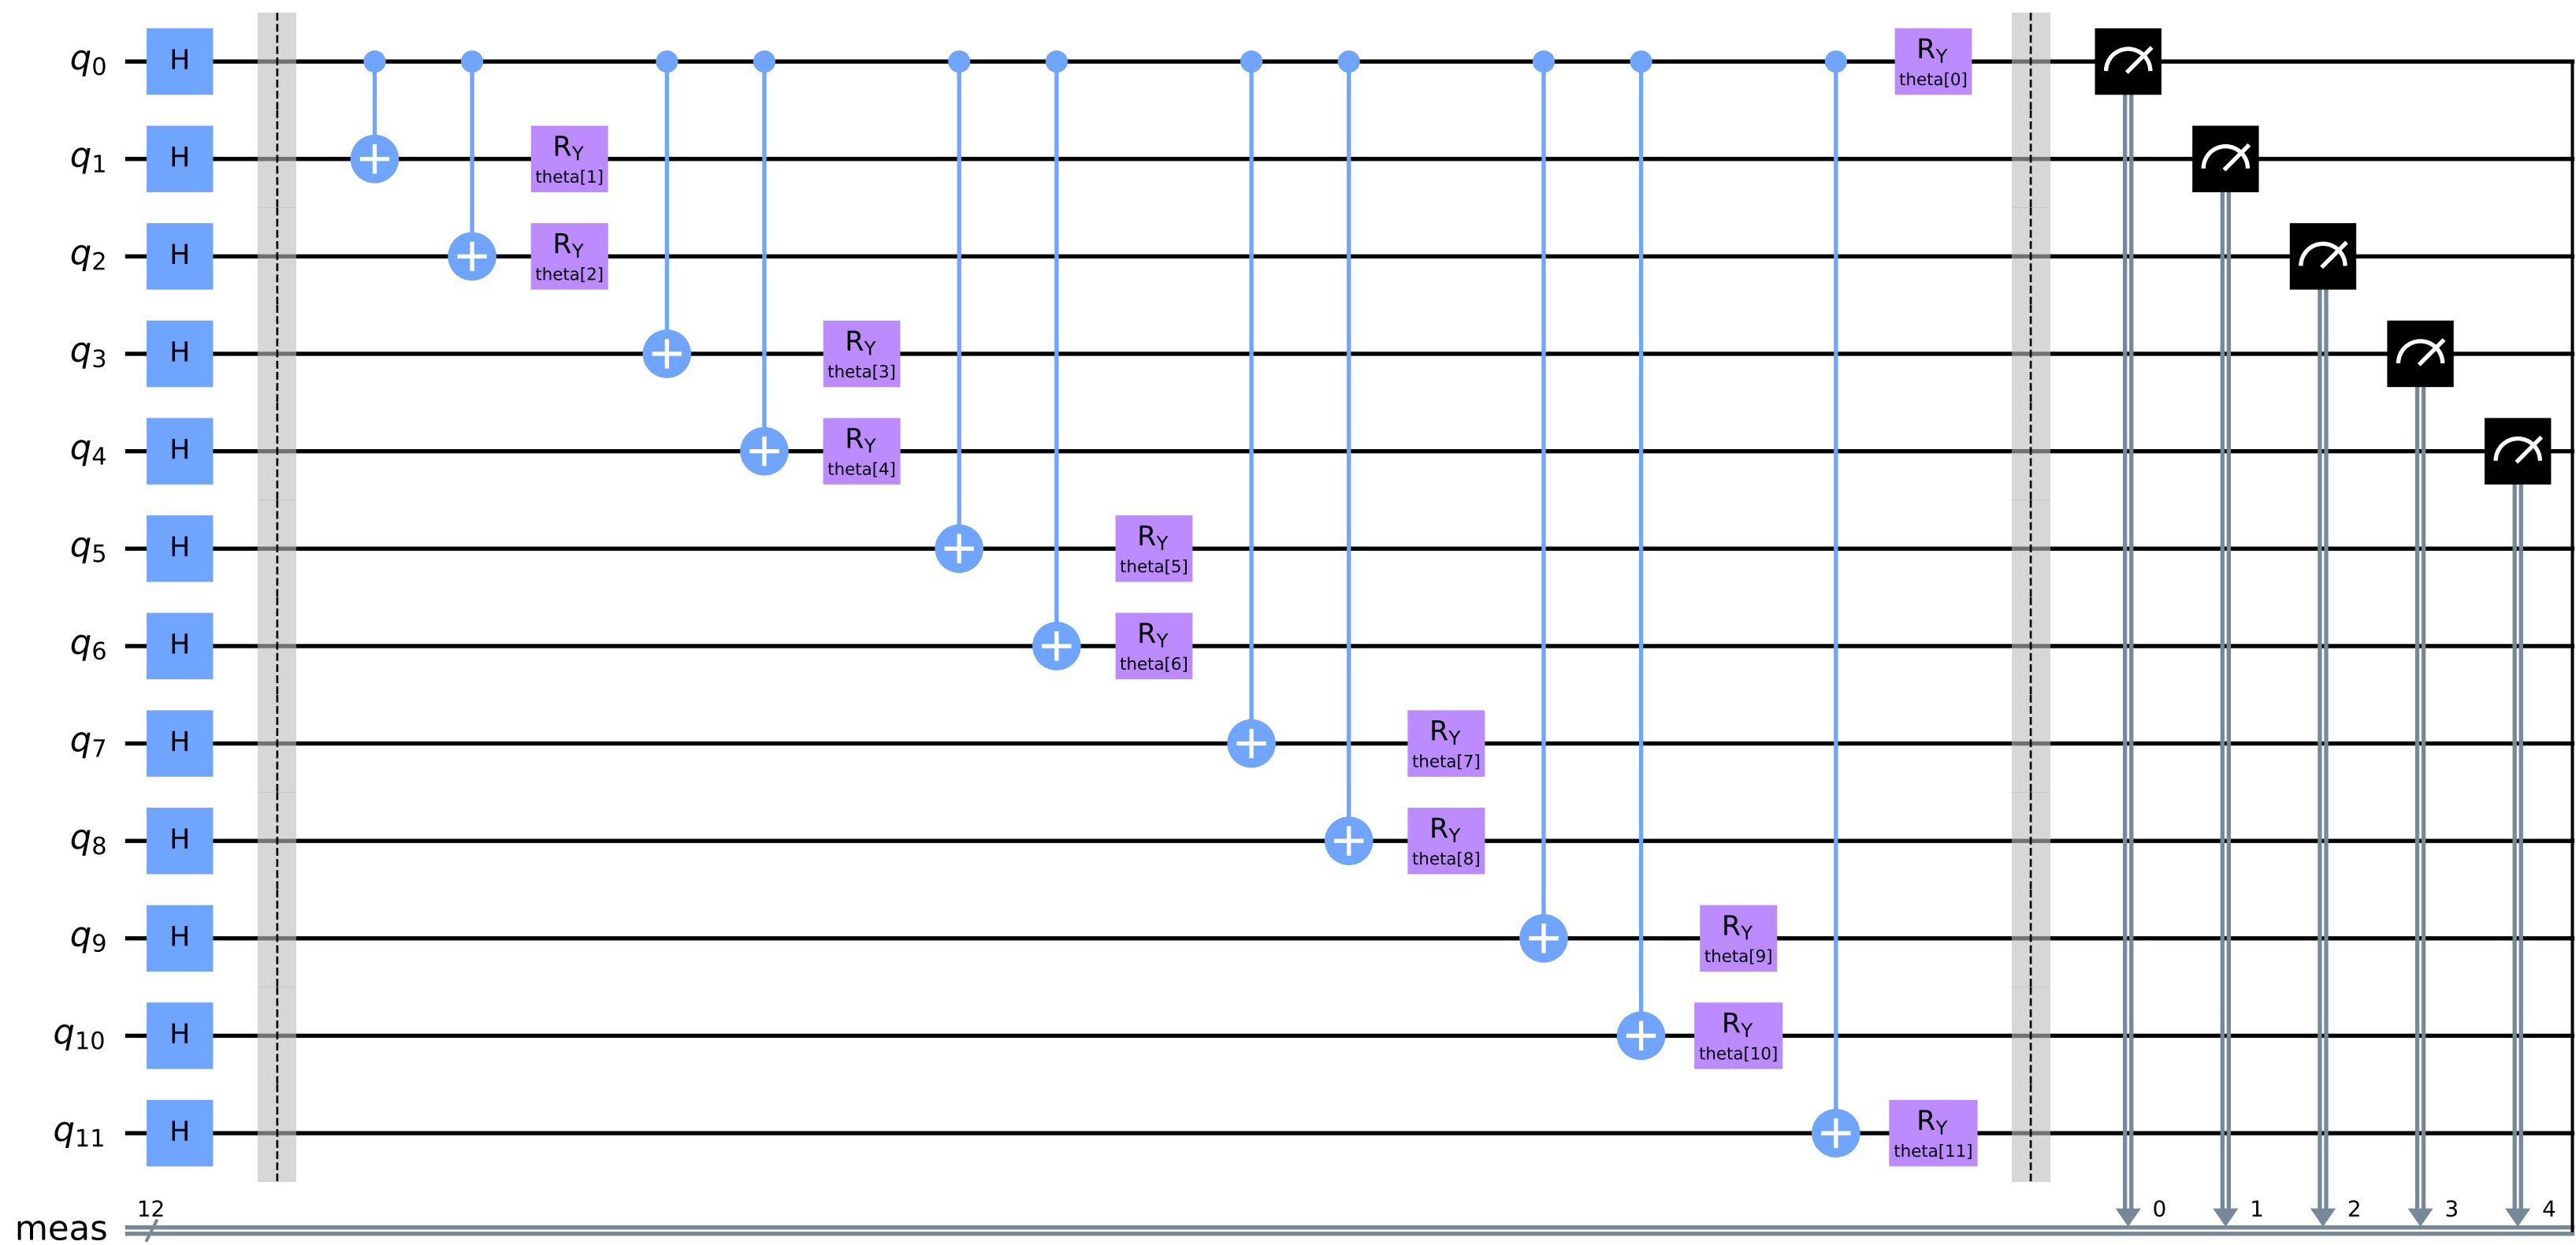 q0 H RY theta[0]
q1 H RY theta[1]
q2 H RY theta[2]
q3 H RY theta[3]
q4 H RY theta[4]
q5 H RY theta[5]
q6 H RY theta[6]
q7 H RY theta[7]
q8 H RY theta[8]
q9 H RY theta[9]
q10 H RY theta[10]
q11 H RY theta[11]
12 0 1 2 3 4
meas